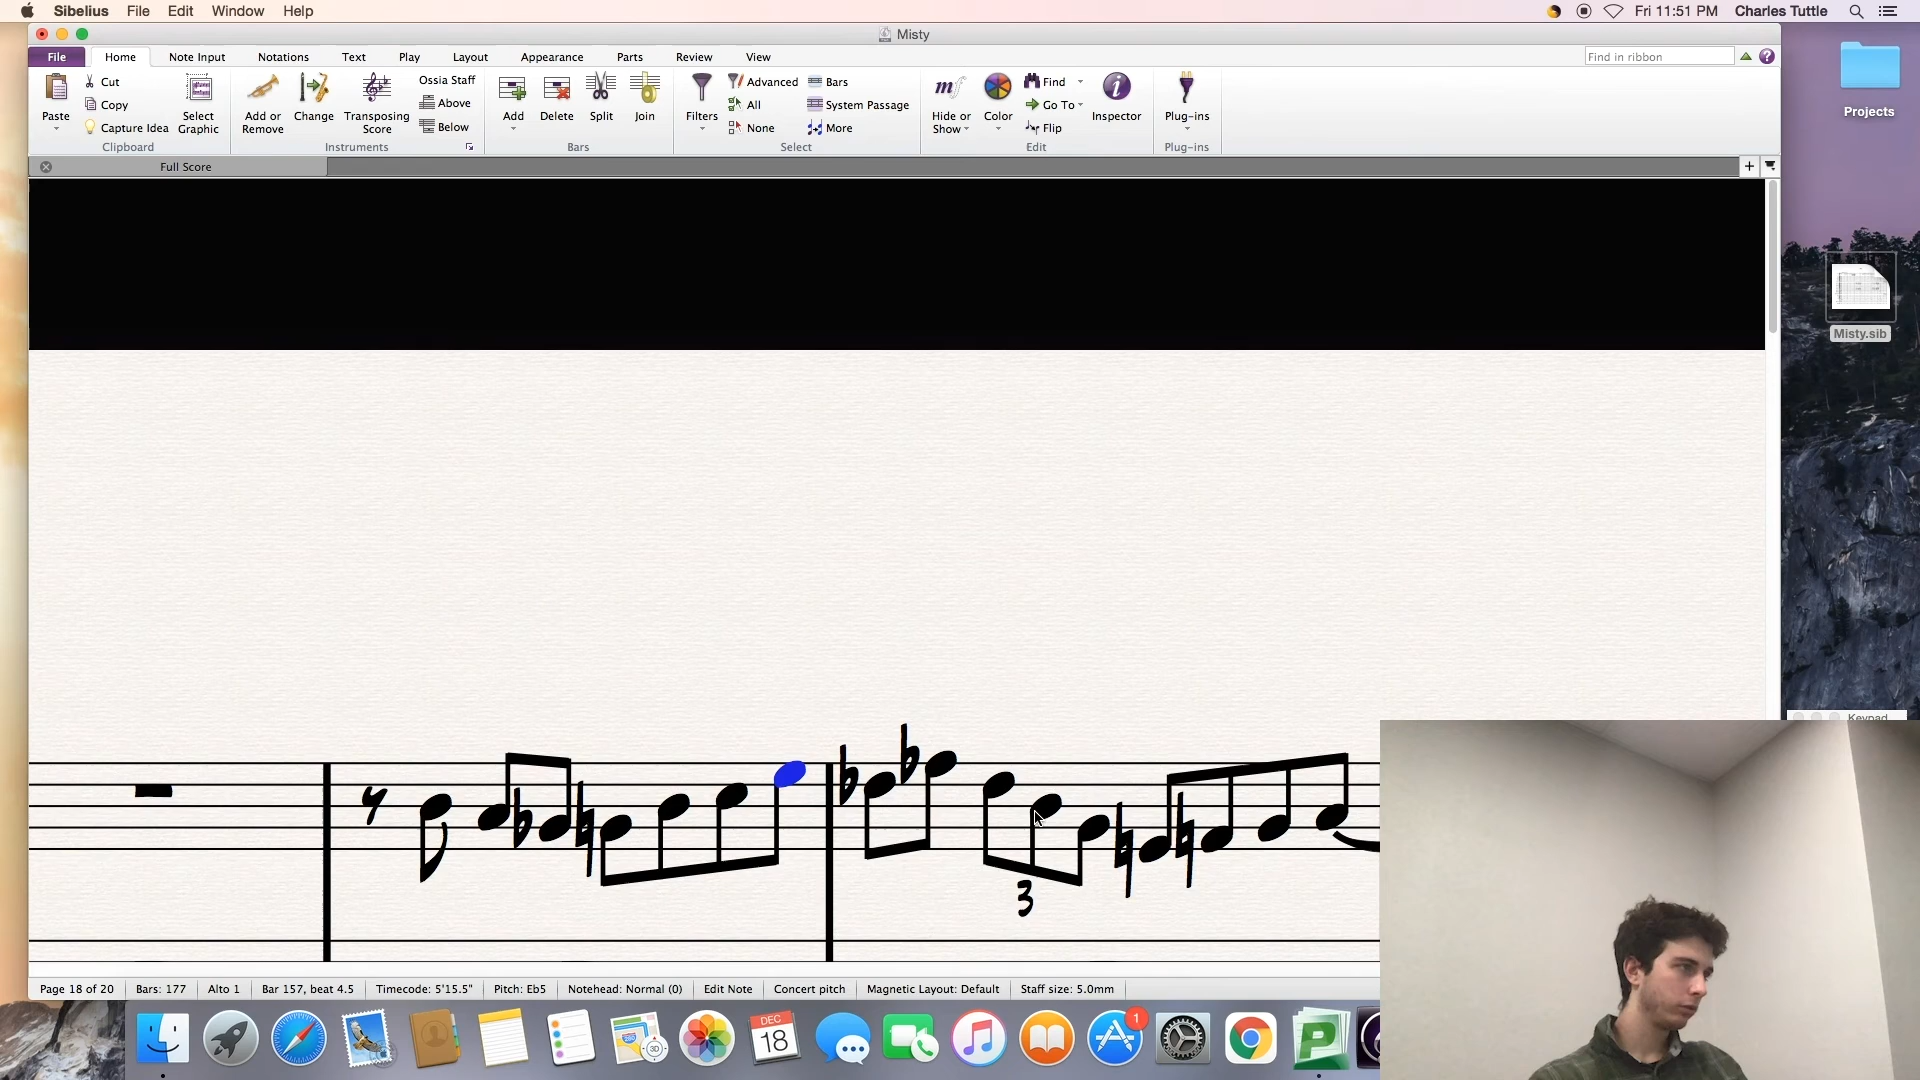 Sibelius File Edit Window Help Fri 11:51 PM Charles Tuttle
Misty
File Home Note Input Notations Text Play Layout Appearance Parts Review View Find in ribbon
Paste
Cut
Copy
Capture Idea
Select Graphic
Clipboard
Add or Remove
Change
Transposing Score
Ossia Staff
Above
Below
Instruments
Add
Delete
Split
Join
Bars
Filters
Advanced
All
None
Bars
System Passage
More
Select
Hide or Show
Color
Find
Go To
Flip
Inspector
Edit
Plug-ins
Plug-ins
Full Score
Projects
Misty.sib
Keypad
3
Page 18 of 20 Bars: 177 Alto 1 Bar 157, beat 4.5 Timecode: 5'15.5" Pitch: Eb5 Notehead: Normal (0) Edit Note Concert pitch Magnetic Layout: Default Staff size: 5.0mm
DEC
18
1